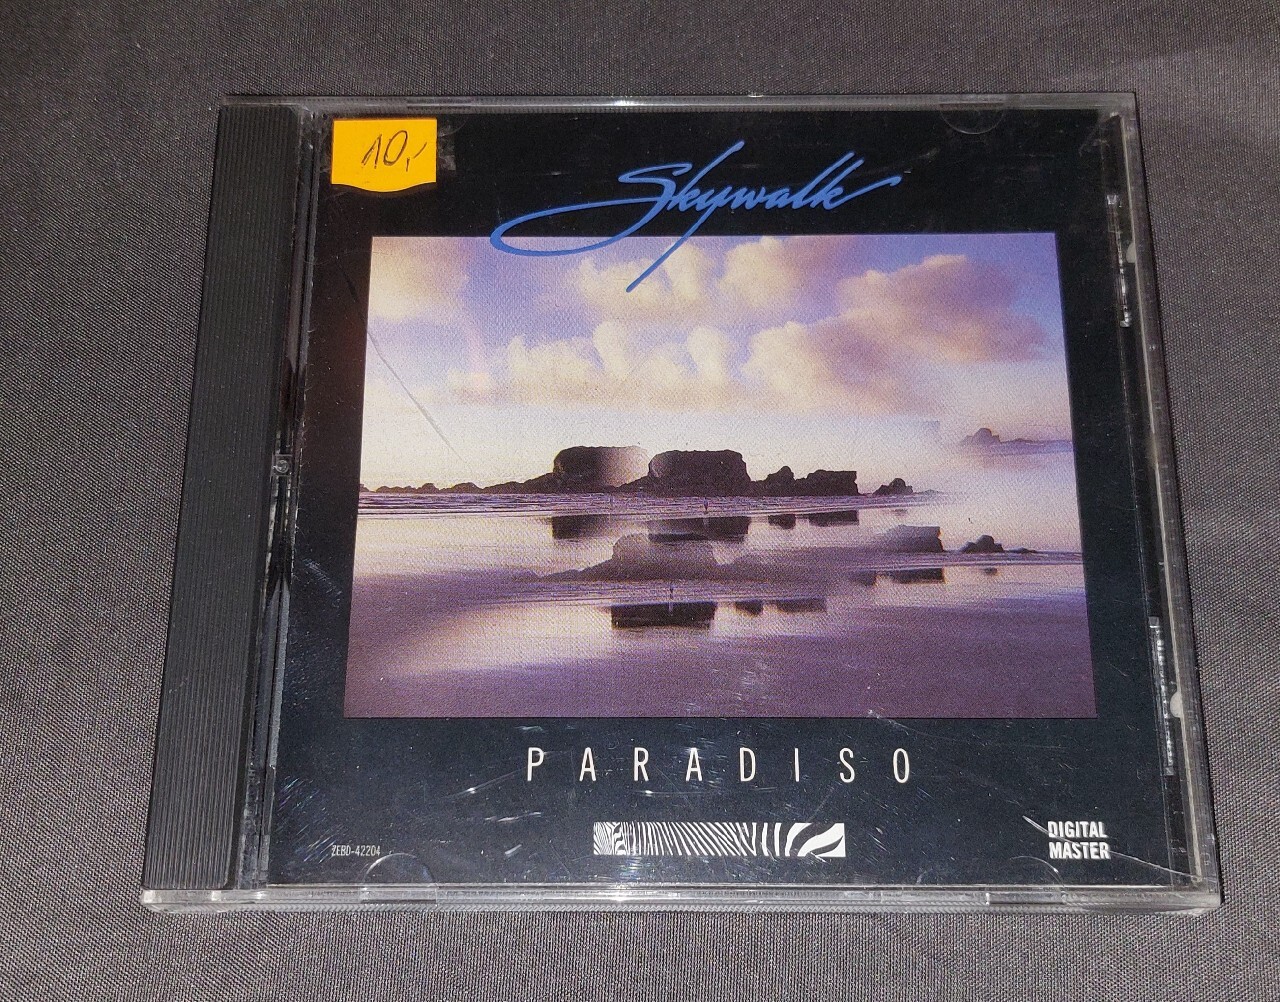 10,-
Skywalk
PARADISO
ZEBD-42204
DIGITAL
MASTER